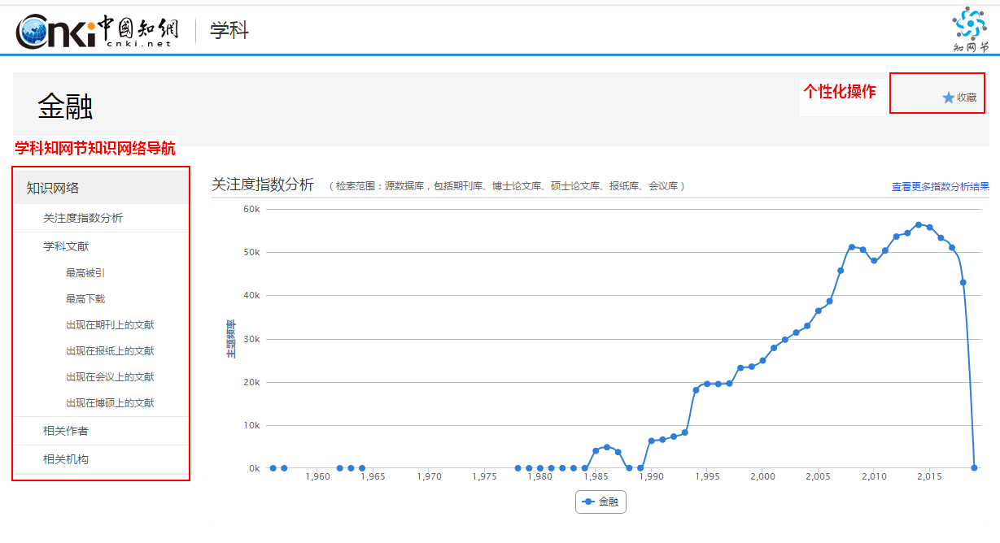 Cnki中國知網
cnki.net
学科
知网节
金融
个性化操作
收藏
学科知网节知识网络导航
知识网络
关注度指数分析
学科文献
最高被引
最高下载
出现在期刊上的文献
出现在报纸上的文献
出现在会议上的文献
出现在博硕上的文献
相关作者
相关机构
关注度指数分析 （检索范围：源数据库，包括期刊库、博士论文库、硕士论文库、报纸库、会议库）
查看更多指数分析结果
主题频率
60k
50k
40k
30k
20k
10k
0k
1,960 1,965 1,970 1,975 1,980 1,985 1,990 1,995 2,000 2,005 2,010 2,015
金融